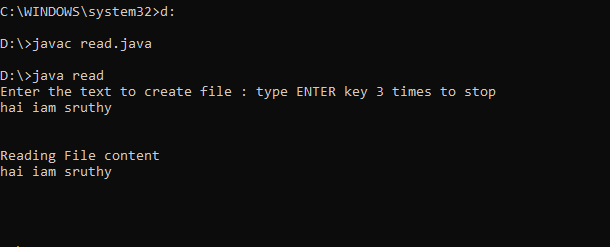 C:\WINDOWS\system32>d:
D:\>javac read.java
D:\>java read
Enter the text to create file : type ENTER key 3 times to stop
hai iam sruthy
Reading File content
hai iam sruthy